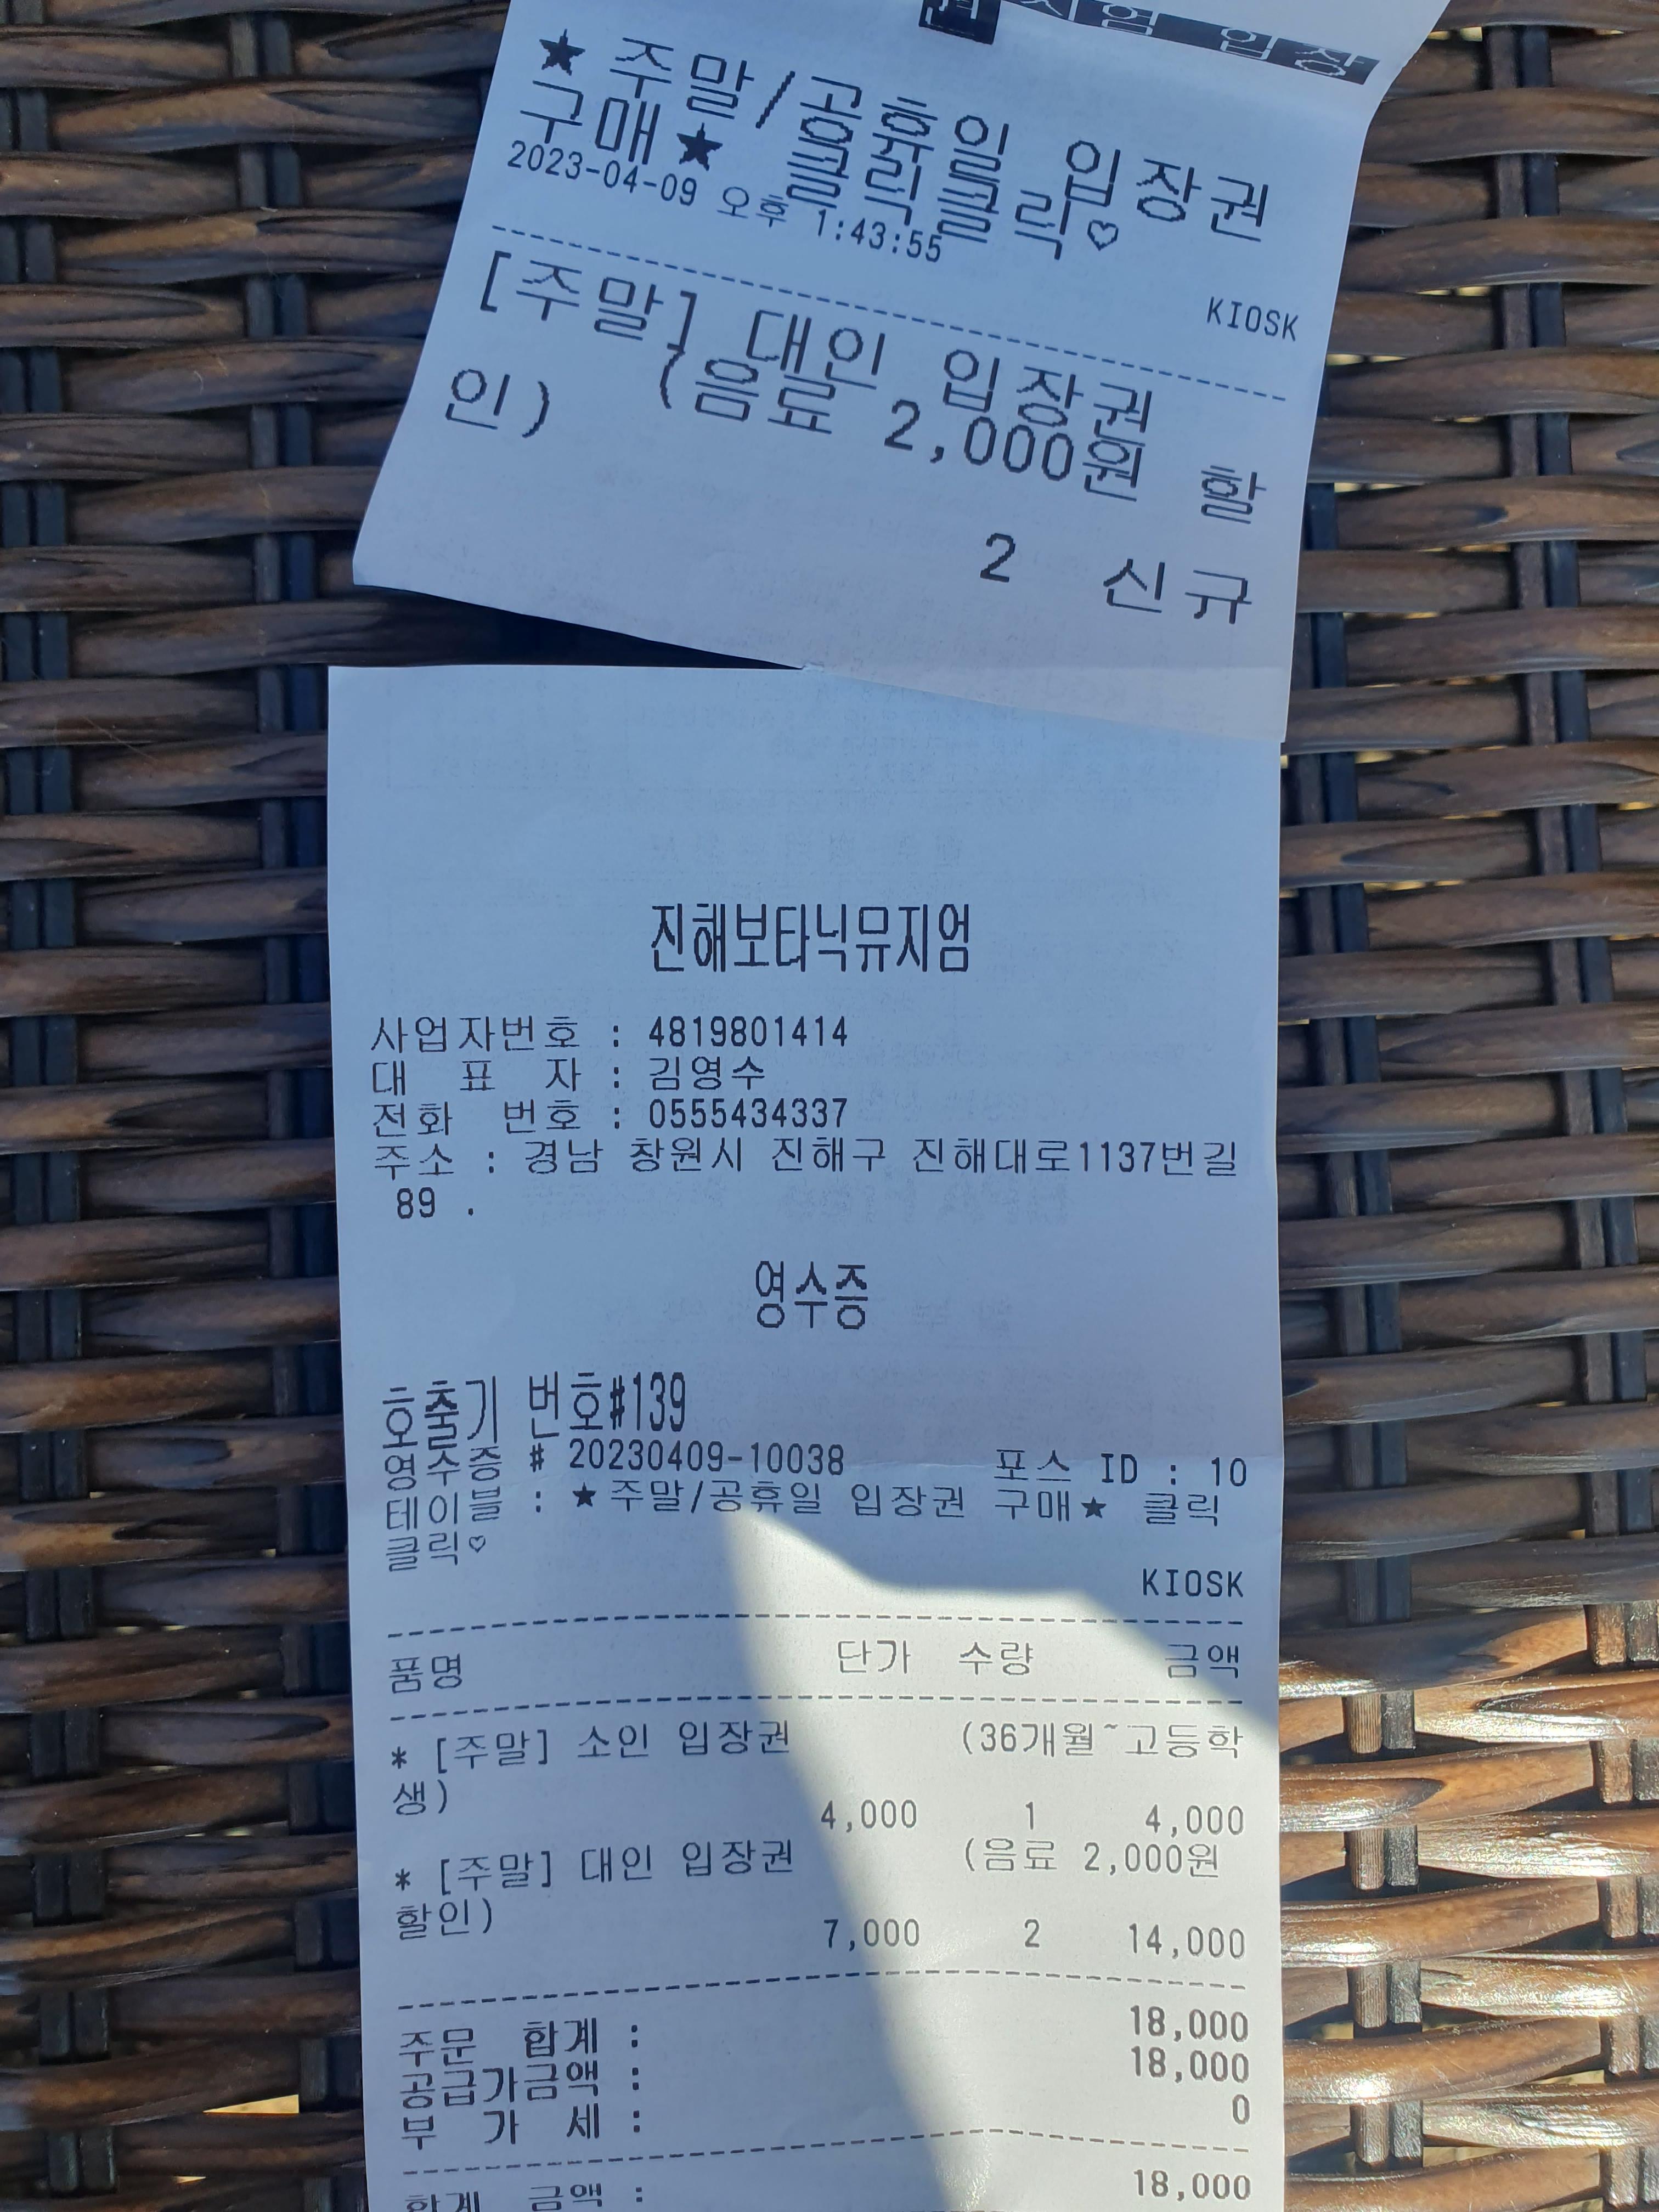 ★ 주말/공휴일 입장권
구매★ 클릭클릭♡
2023-04-09 오후 1:43:55
KIOSK
[주말] 대인 입장권
(음료 2,000원 할
인)
2 신규
진해보타닉뮤지엄
사업자번호 : 4819801414
대 표 자 : 김영수
전화 번호 : 0555434337
주소 : 경남 창원시 진해구 진해대로1137번길
89 .
영수증
호출기 번호#139
영수증 # 20230409-10038 포스 ID : 10
테이블 : ★주말/공휴일 입장권 구매★ 클릭
클릭♡
KIOSK
품명 단가 수량 금액
* [주말] 소인 입장권 (36개월~고등학
생)
4,000 1 4,000
* [주말] 대인 입장권 (음료 2,000원
할인)
7,000 2 14,000
주문 합계 : 18,000
공급가금액 : 18,000
부 가 세 : 0
합계 금액 : 18,000